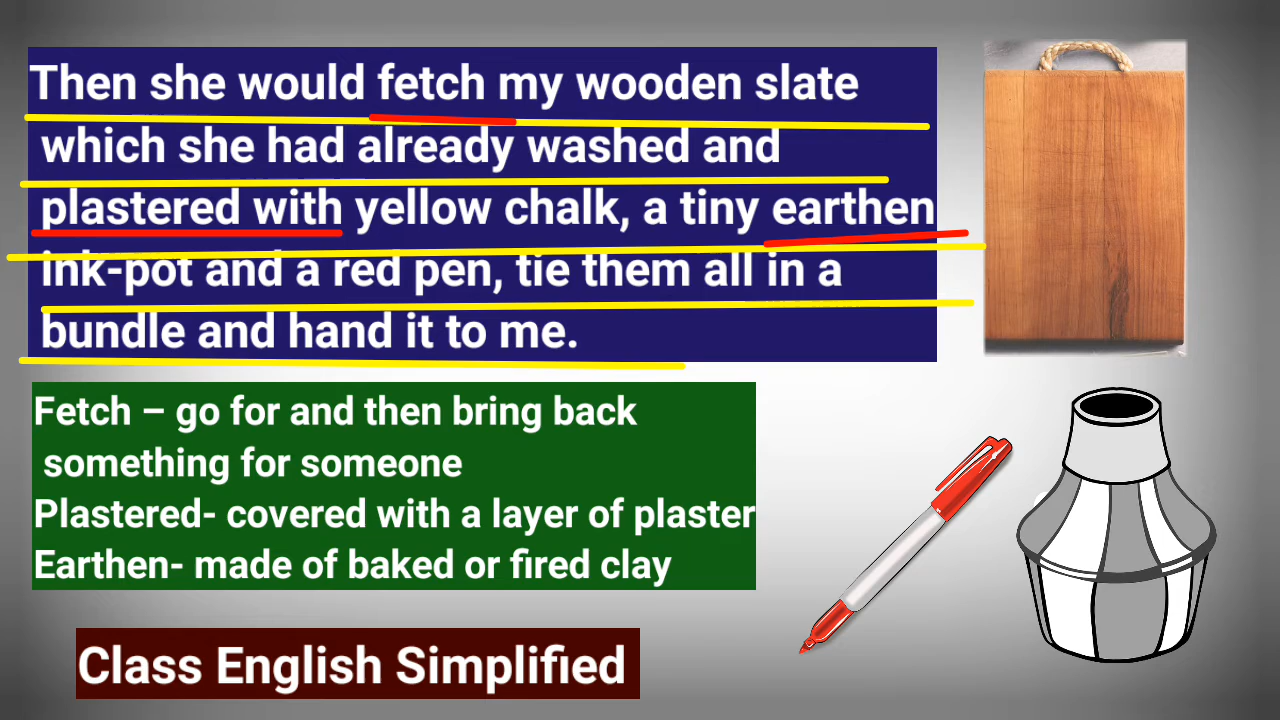 Then she would fetch my wooden slate
which she had already washed and
plastered with yellow chalk, a tiny earthen
ink-pot and a red pen, tie them all in a
bundle and hand it to me.
Fetch – go for and then bring back
something for someone
Plastered- covered with a layer of plaster
Earthen- made of baked or fired clay
Class English Simplified